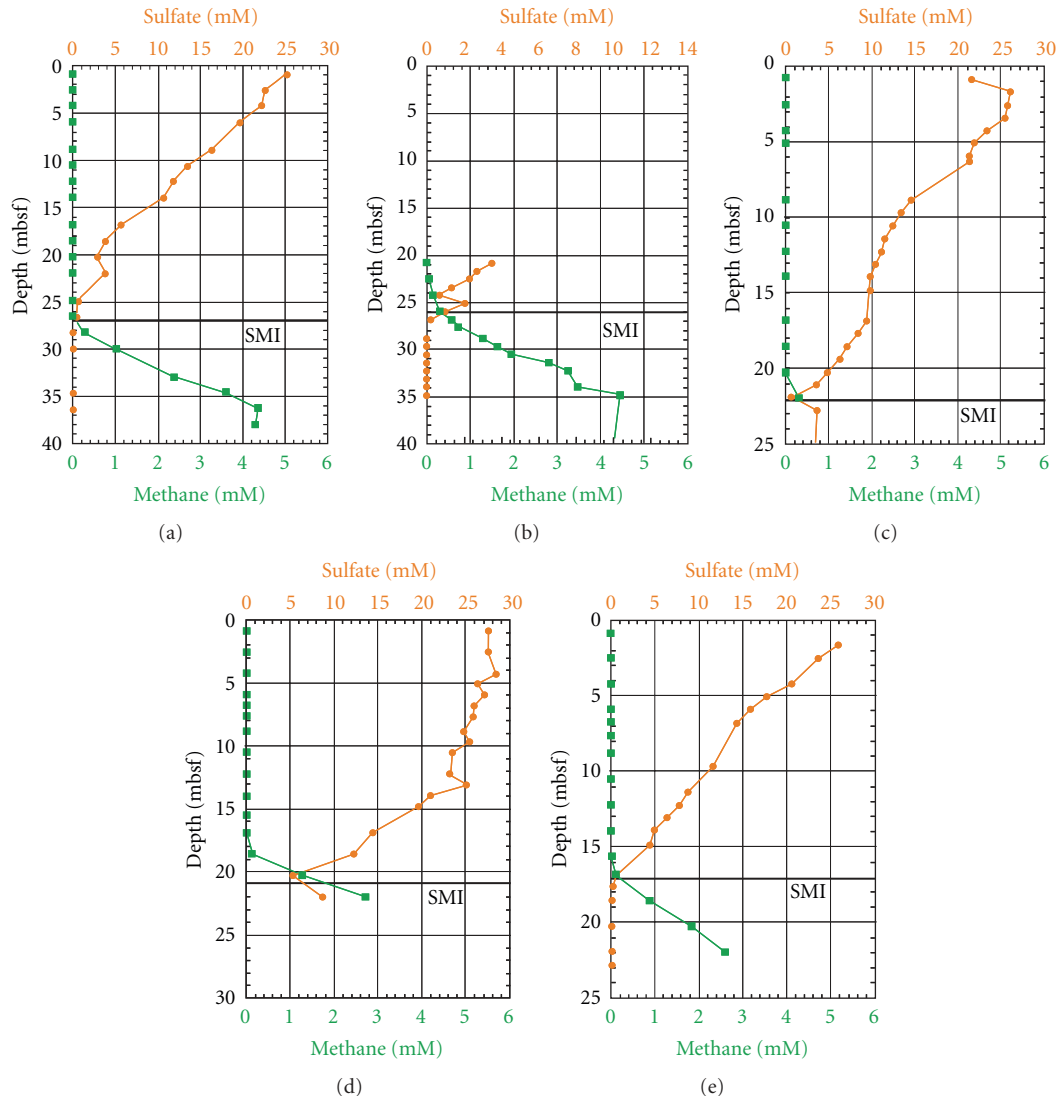 Sulfate (mM)
0 5 10 15 20 25 30
0
5
10
15
20
25
30
35
40
Depth (mbsf)
SMI
0 1 2 3 4 5 6
Methane (mM)
(a)
Sulfate (mM)
0 2 4 6 8 10 12 14
0
5
10
15
20
25
30
35
40
Depth (mbsf)
SMI
0 1 2 3 4 5 6
Methane (mM)
(b)
Sulfate (mM)
0 5 10 15 20 25 30
0
5
10
15
20
25
Depth (mbsf)
SMI
0 1 2 3 4 5 6
Methane (mM)
(c)
Sulfate (mM)
0 5 10 15 20 25 30
0
5
10
15
20
25
30
Depth (mbsf)
SMI
0 1 2 3 4 5 6
Methane (mM)
(d)
Sulfate (mM)
0 5 10 15 20 25 30
0
5
10
15
20
25
Depth (mbsf)
SMI
0 1 2 3 4 5 6
Methane (mM)
(e)